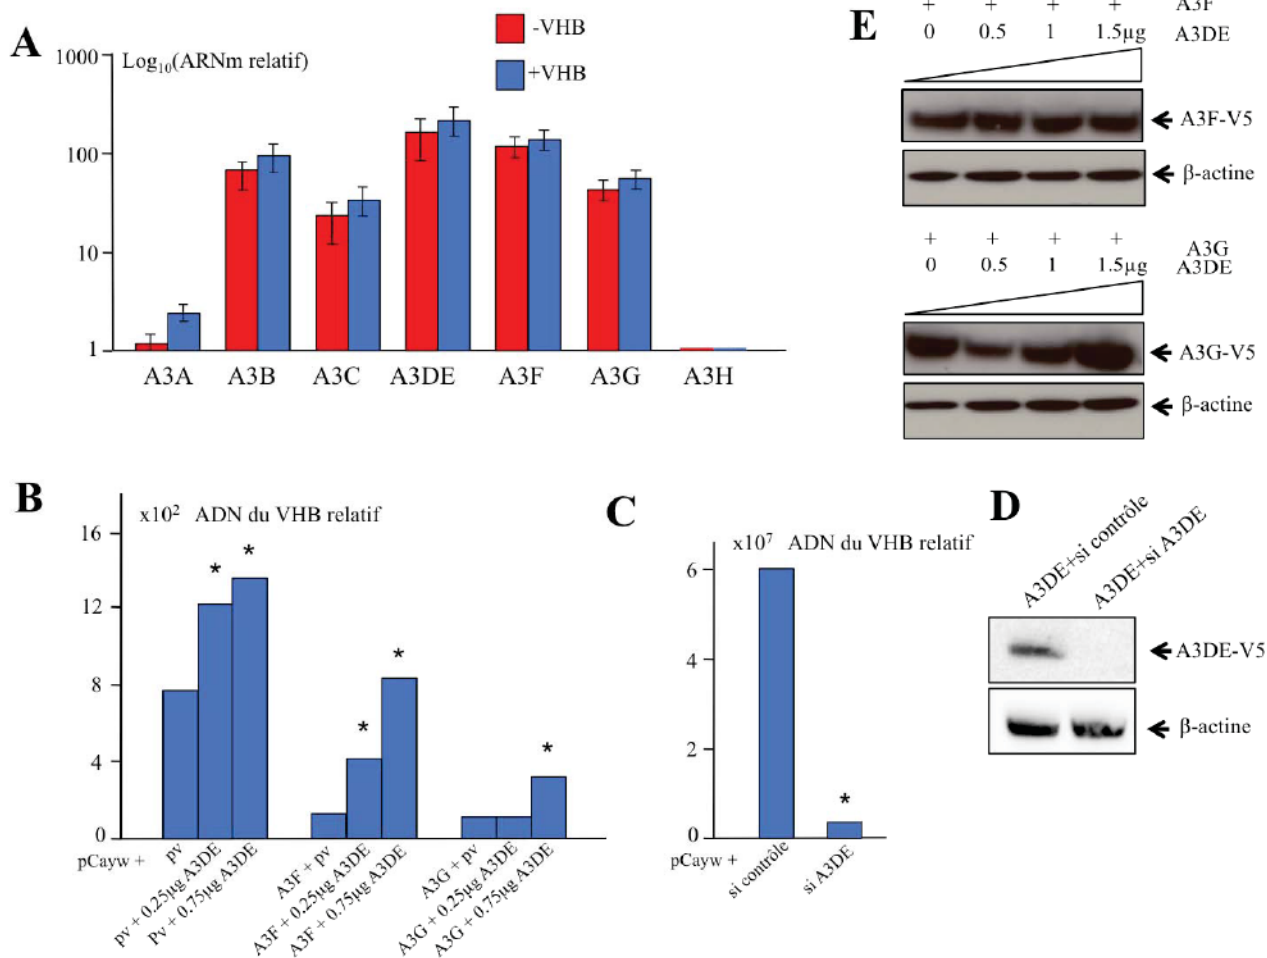 A
-VHB
+VHB
Log10(ARNm relatif)
1000
100
10
1
A3A A3B A3C A3DE A3F A3G A3H
B
x10² ADN du VHB relatif
16
12
8
4
0
* * * * *
pCayw +
pv
pv + 0.25µg A3DE
Pv + 0.75µg A3DE
A3F + pv
A3F + 0.25µg A3DE
A3F + 0.75µg A3DE
A3G + pv
A3G + 0.25µg A3DE
A3G + 0.75µg A3DE
C
x10⁷ ADN du VHB relatif
6
4
2
0
*
pCayw +
si contrôle
si A3DE
D
A3DE+si contrôle
A3DE+si A3DE
A3DE-V5
β-actine
E
+ + + + A3F
0 0.5 1 1.5µg A3DE
A3F-V5
β-actine
+ + + + A3G
0 0.5 1 1.5µg A3DE
A3G-V5
β-actine